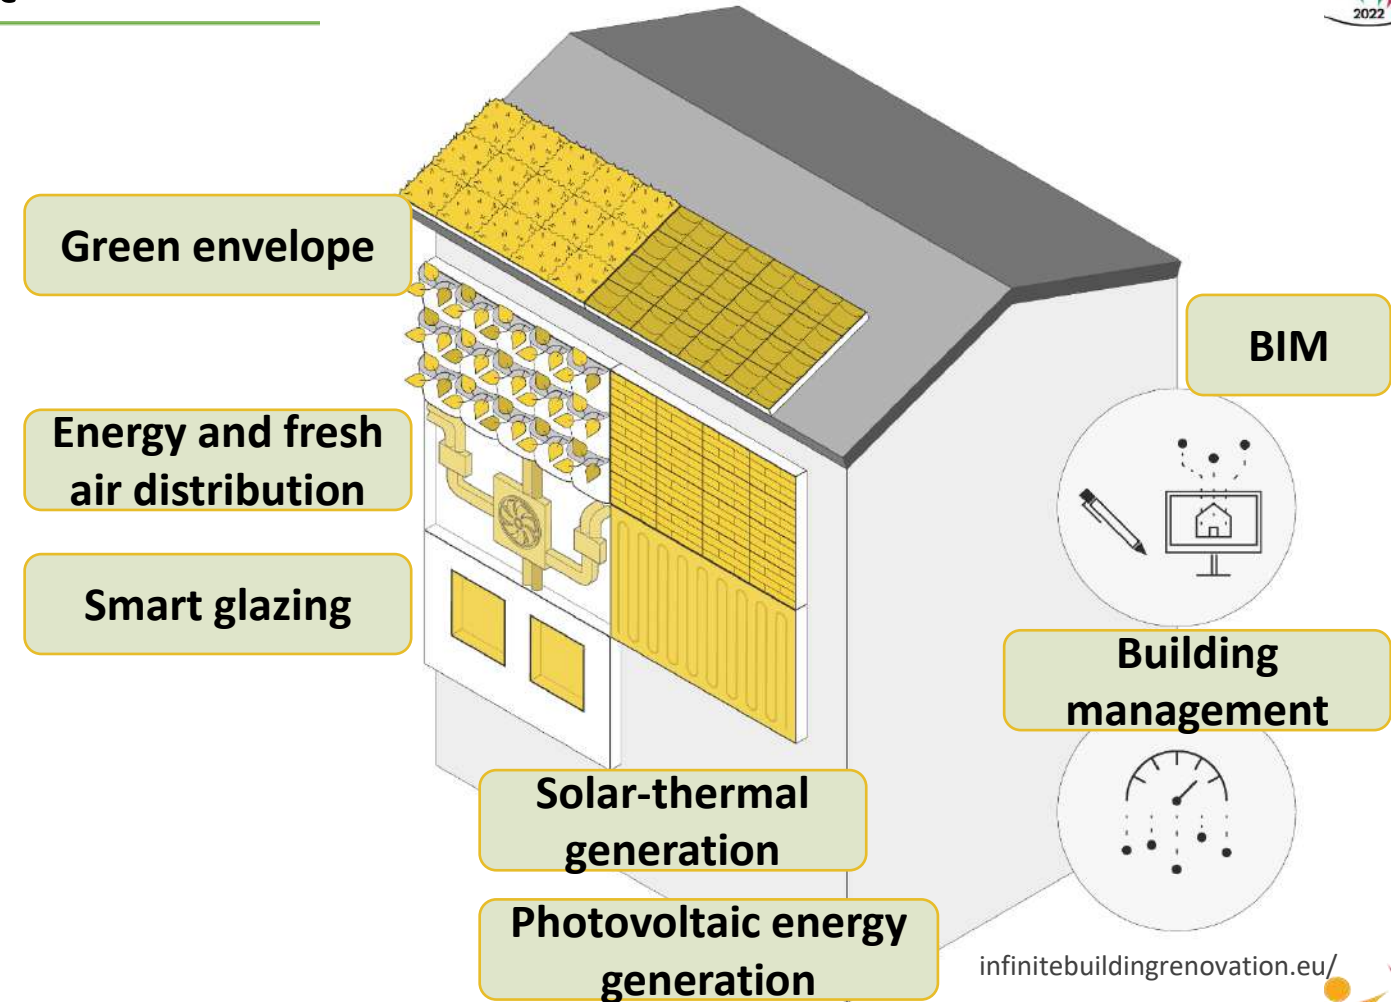 2022
Green envelope
BIM
Energy and fresh
air distribution
Smart glazing
Building
management
Solar-thermal
generation
Photovoltaic energy
generation
infinitebuildingrenovation.eu/